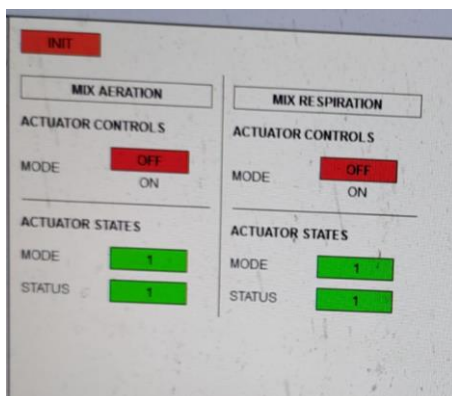 INIT
MIX AERATION
ACTUATOR CONTROLS
MODE OFF
ON
ACTUATOR STATES
MODE 1
STATUS 1
MIX RESPIRATION
ACTUATOR CONTROLS
MODE OFF
ON
ACTUATOR STATES
MODE 1
STATUS 1